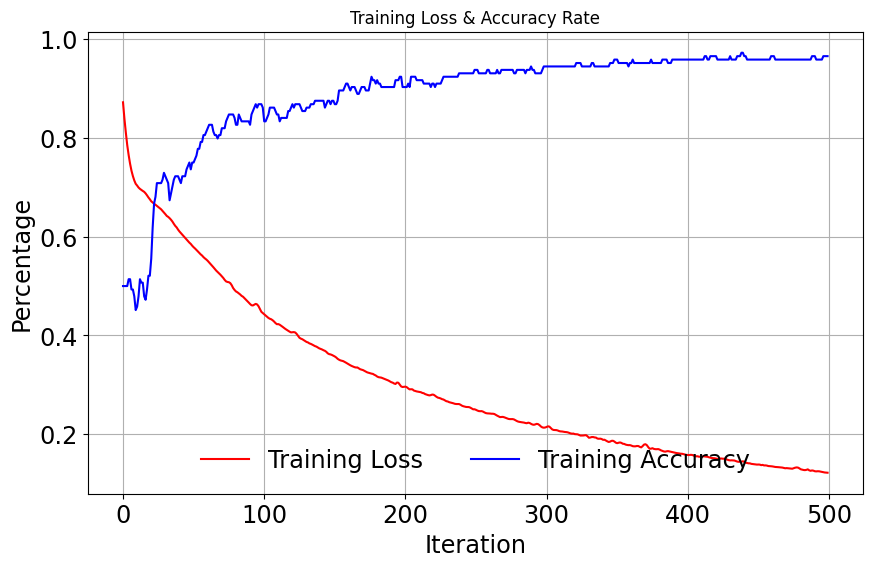 Training Loss & Accuracy Rate
1.0
0.8
0.6
0.4
0.2
Percentage
Training Loss
Training Accuracy
0
100
200
300
400
500
Iteration